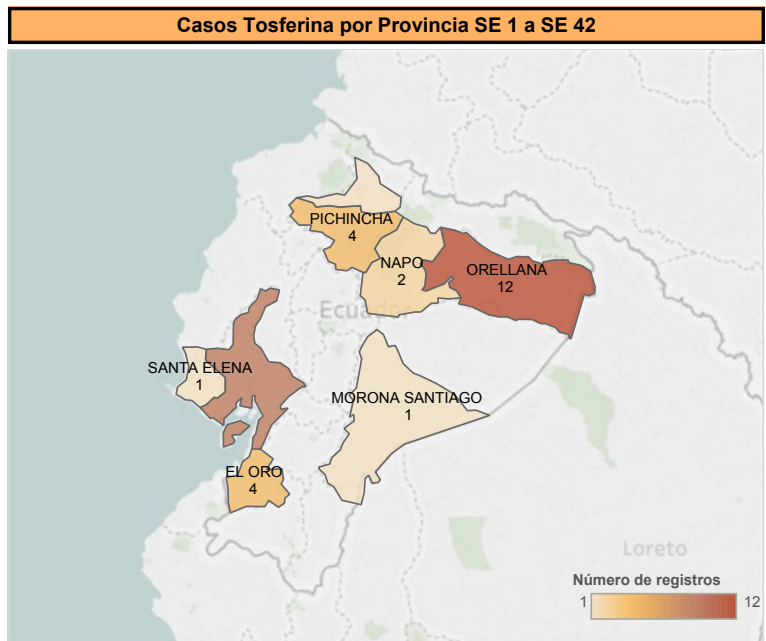 Casos Tosferina por Provincia SE 1 a SE 42
PICHINCHA
4
NAPO
2
ORELLANA
12
Ecuador
SANTA ELENA
1
MORONA SANTIAGO
1
EL ORO
4
Loreto
Número de registros
1
12